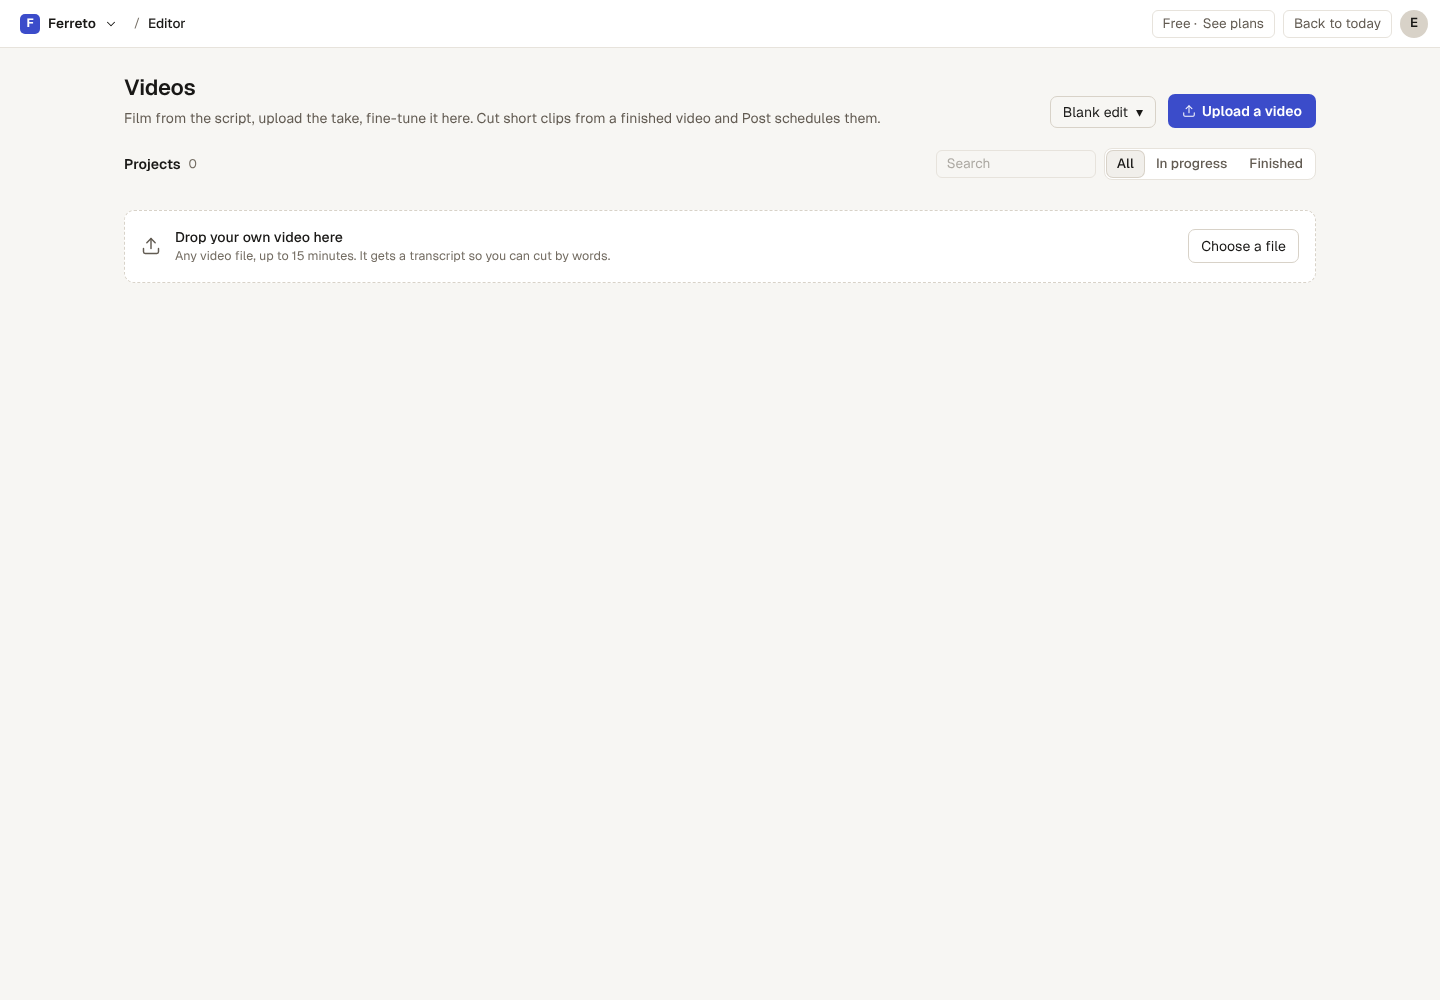 F Ferreto / Editor
Free · See plans
Back to today
E
Videos
Film from the script, upload the take, fine-tune it here. Cut short clips from a finished video and Post schedules them.
Blank edit ▾
Upload a video
Projects 0
Search
All
In progress
Finished
Drop your own video here
Any video file, up to 15 minutes. It gets a transcript so you can cut by words.
Choose a file